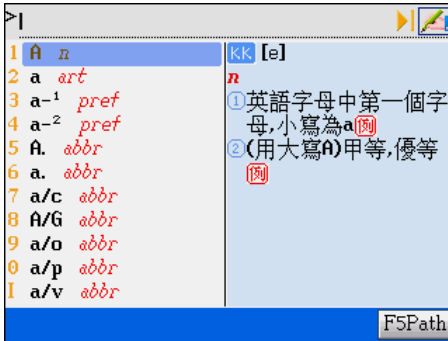 >
1 A n
2 a art
3 a-¹ pref
4 a-² pref
5 A. abbr
6 a. abbr
7 a/c abbr
8 A/G abbr
9 a/o abbr
0 a/p abbr
I a/v abbr
KK [e]
n
①英語字母中第一個字
母,小寫為a例
②(用大寫A)甲等,優等
例
F5Path